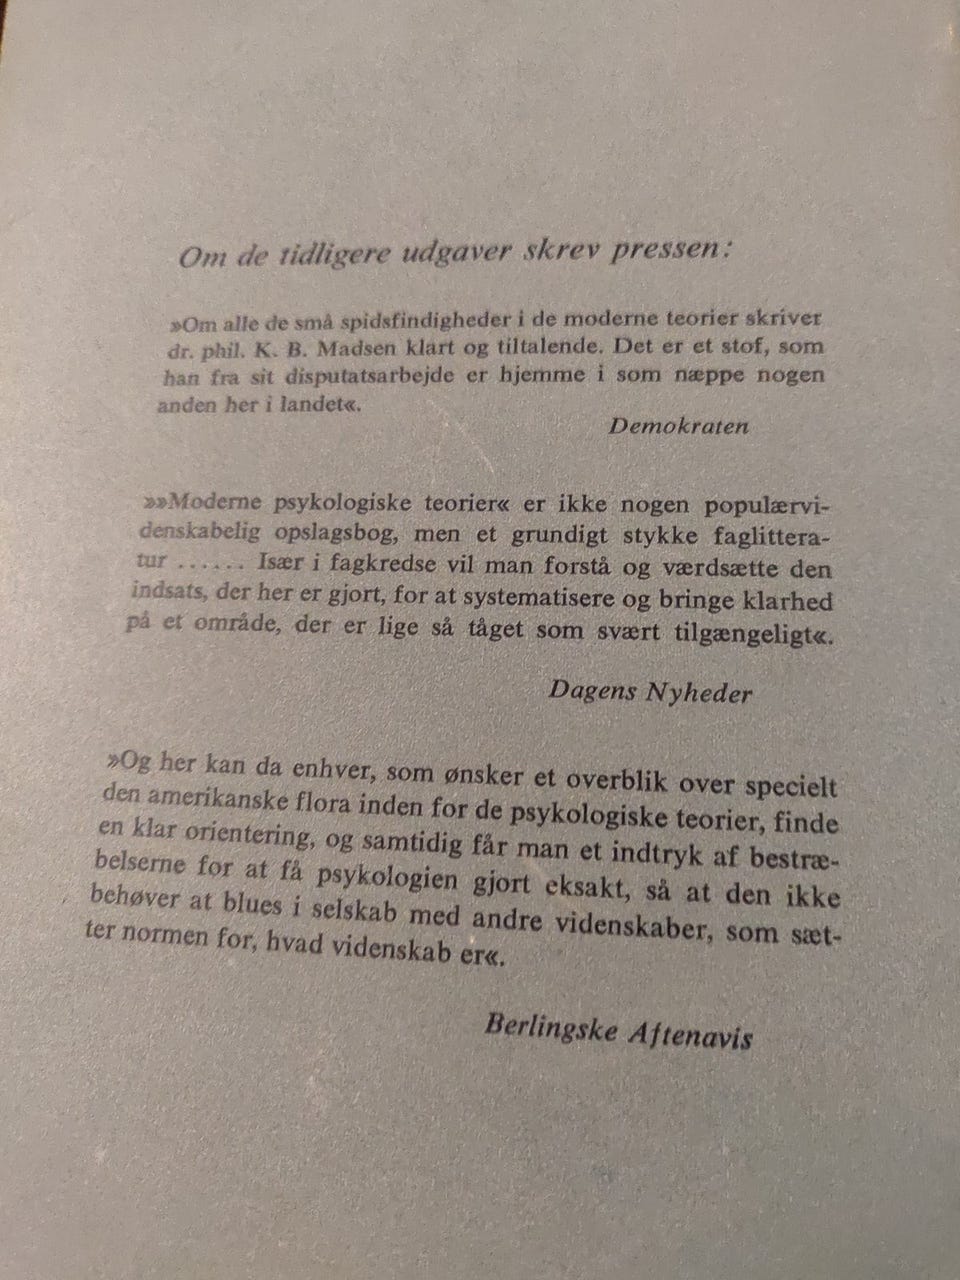 Om de tidligere udgaver skrev pressen:
»Om alle de små spidsfindigheder i de moderne teorier skriver
dr. phil. K. B. Madsen klart og tiltalende. Det er et stof, som
han fra sit disputatsarbejde er hjemme i som næppe nogen
anden her i landet«.
Demokraten
»»Moderne psykologiske teorier« er ikke nogen populærvi-
denskabelig opslagsbog, men et grundigt stykke faglittera-
tur ...... Især i fagkredse vil man forstå og værdsætte den
indsats, der her er gjort, for at systematisere og bringe klarhed
på et område, der er lige så tåget som svært tilgængeligt«.
Dagens Nyheder
»Og her kan da enhver, som ønsker et overblik over specielt
den amerikanske flora inden for de psykologiske teorier, finde
en klar orientering, og samtidig får man et indtryk af bestræ-
belserne for at få psykologien gjort eksakt, så at den ikke
behøver at blues i selskab med andre videnskaber, som sæt-
ter normen for, hvad videnskab er«.
Berlingske Aftenavis